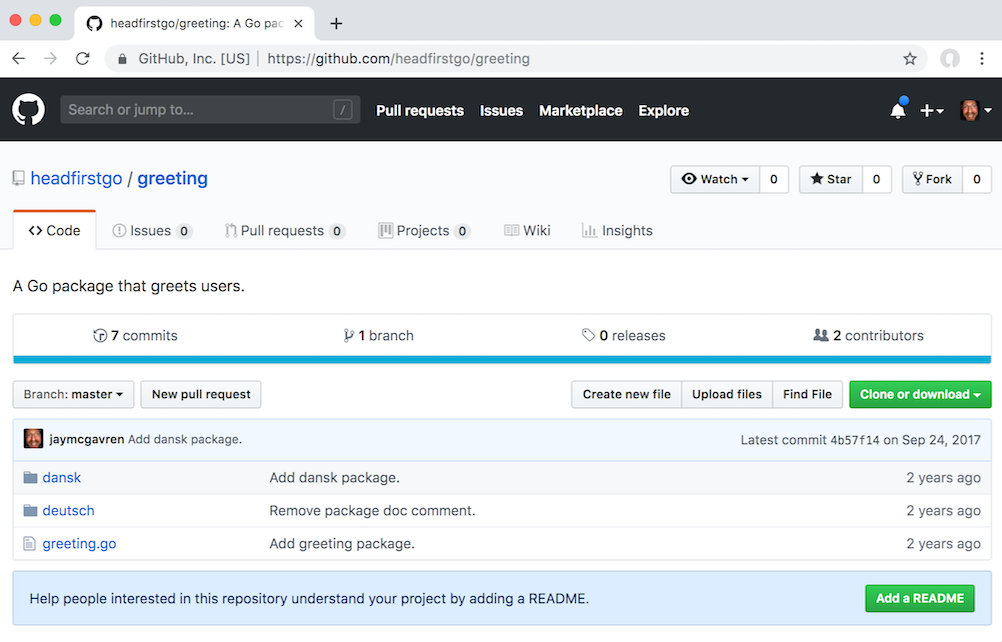 headfirstgo/greeting: A Go pac
GitHub, Inc. [US] | https://github.com/headfirstgo/greeting
Search or jump to... / Pull requests Issues Marketplace Explore
headfirstgo / greeting Watch 0 Star 0 Fork 0
Code Issues 0 Pull requests 0 Projects 0 Wiki Insights
A Go package that greets users.
7 commits 1 branch 0 releases 2 contributors
Branch: master New pull request Create new file Upload files Find File Clone or download
jaymcgavren Add dansk package. Latest commit 4b57f14 on Sep 24, 2017
dansk Add dansk package. 2 years ago
deutsch Remove package doc comment. 2 years ago
greeting.go Add greeting package. 2 years ago
Help people interested in this repository understand your project by adding a README. Add a README